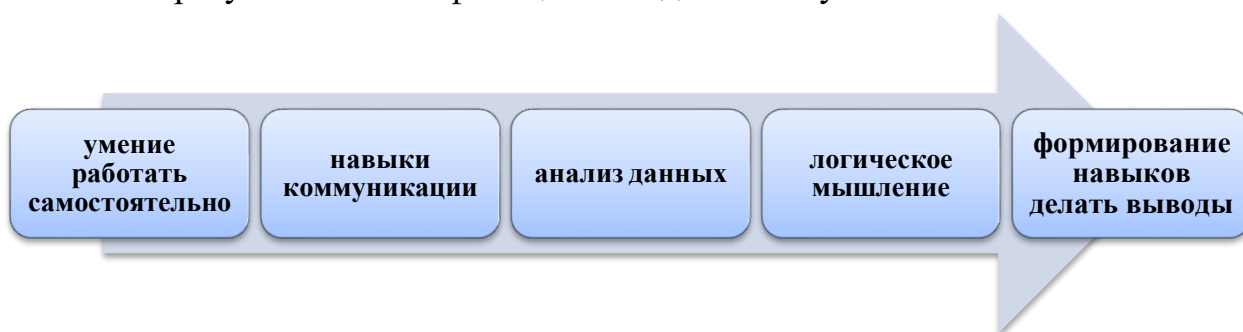 умение
работать
самостоятельно
навыки
коммуникации
анализ данных
логическое
мышление
формирование
навыков
делать выводы